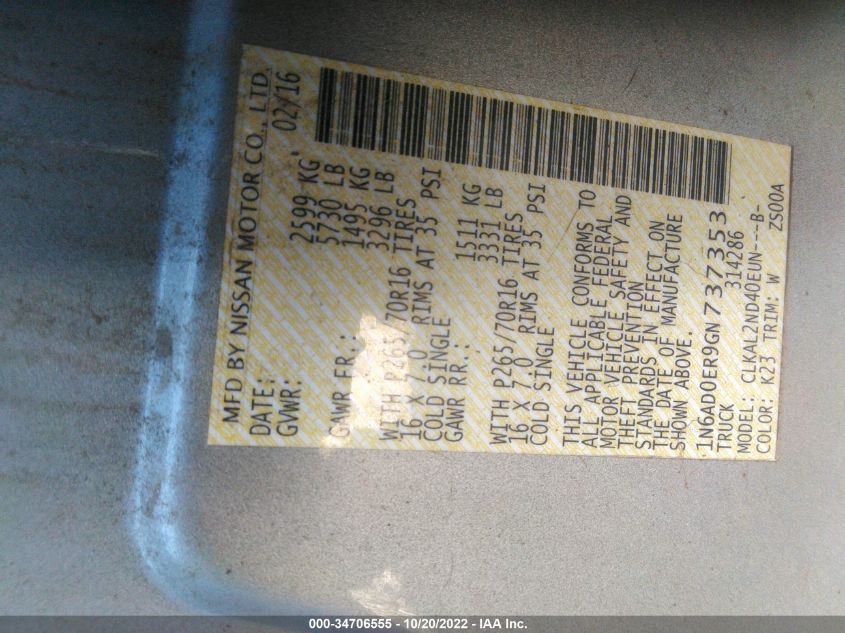 MFD BY NISSAN MOTOR CO., LTD.
DATE: 02/16
GVWR: 2599 KG
5730 LB
GAWR FR.: 1495 KG
3296 LB
WITH P265/70R16 TIRES
16 X 7.0 RIMS AT 35 PSI
COLD SINGLE
GAWR RR.: 1511 KG
3331 LB
WITH P265/70R16 TIRES
16 X 7.0 RIMS AT 35 PSI
COLD SINGLE
THIS VEHICLE CONFORMS TO
ALL APPLICABLE FEDERAL
MOTOR VEHICLE SAFETY AND
THEFT PREVENTION
STANDARDS IN EFFECT ON
THE DATE OF MANUFACTURE
SHOWN ABOVE.
1N6AD0ER9GN737353
TRUCK 314286
MODEL: CLKAL2ND40EUN---B-
COLOR: K23 TRIM: W ZS00A
000-34706555 - 10/20/2022 - IAA Inc.